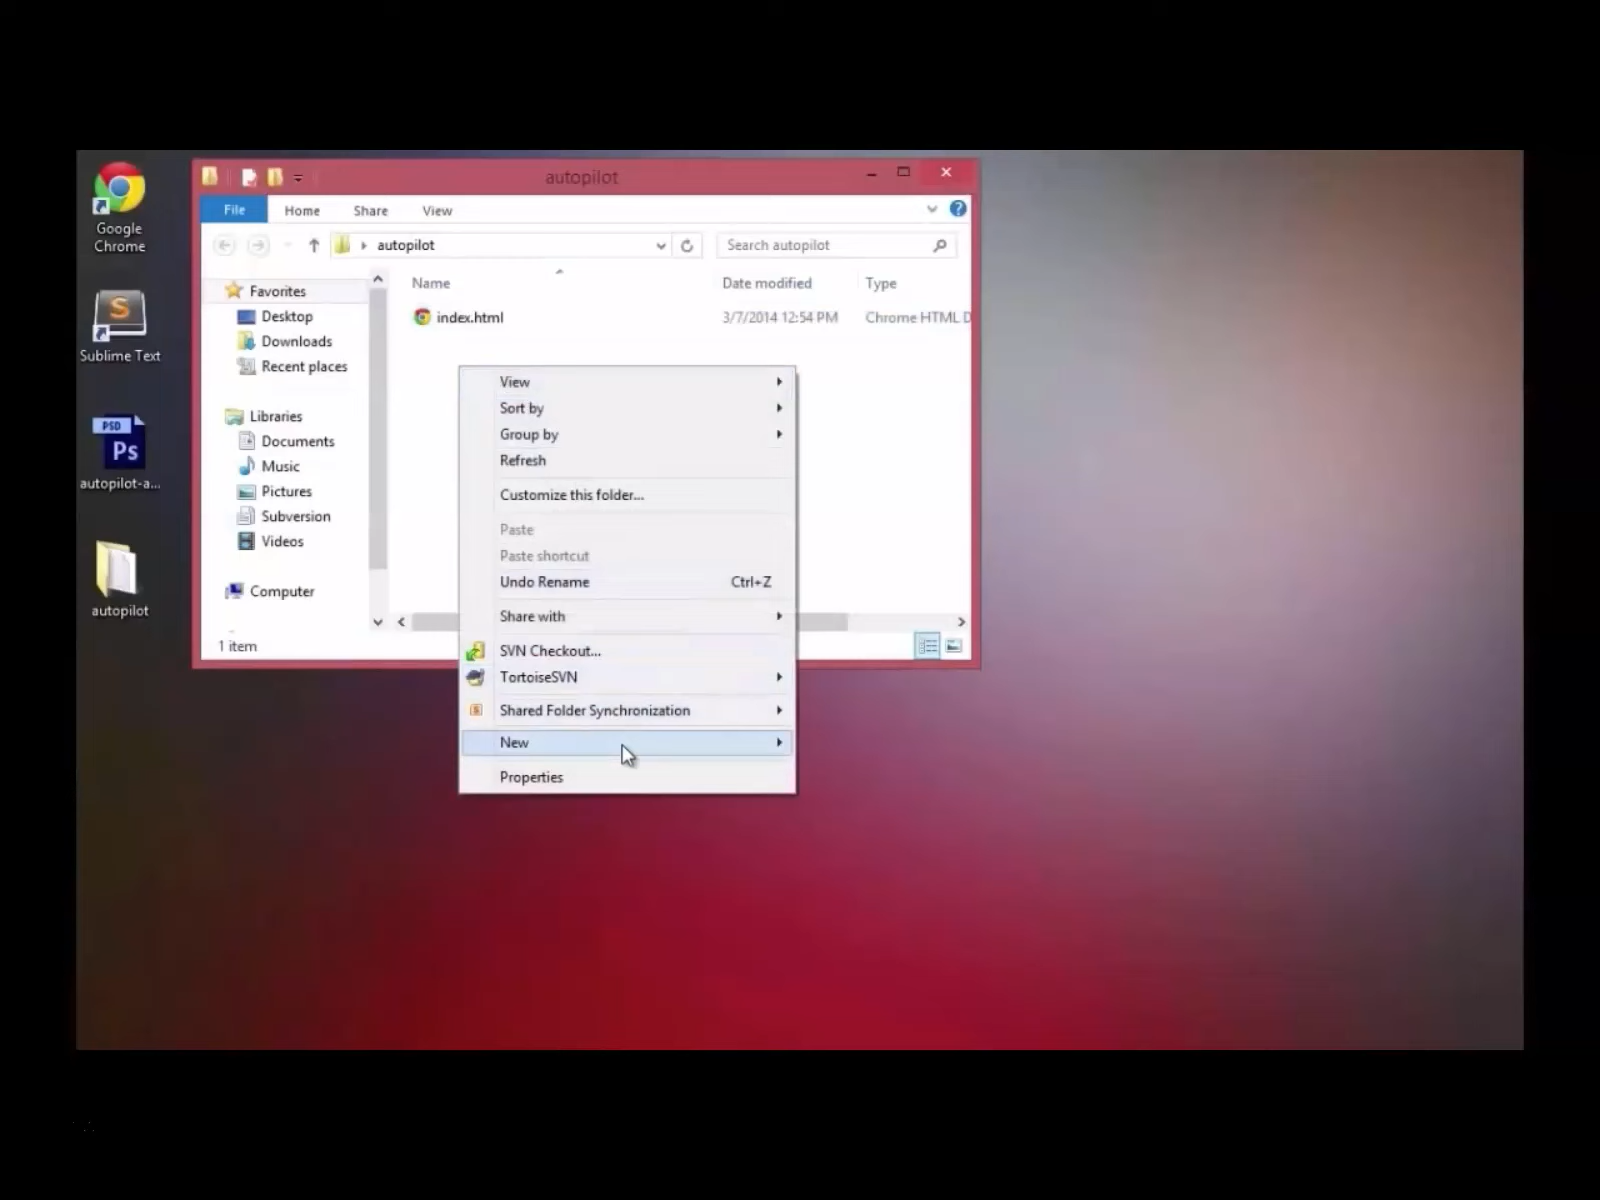 Google
Chrome
Sublime Text
PSD
Ps
autopilot-a...
autopilot
autopilot
File Home Share View
autopilot Search autopilot
Name Date modified Type
index.html 3/7/2014 12:54 PM Chrome HTML D
Favorites
Desktop
Downloads
Recent places
Libraries
Documents
Music
Pictures
Subversion
Videos
Computer
1 item
View
Sort by
Group by
Refresh
Customize this folder...
Paste
Paste shortcut
Undo Rename Ctrl+Z
Share with
SVN Checkout...
TortoiseSVN
Shared Folder Synchronization
New
Properties